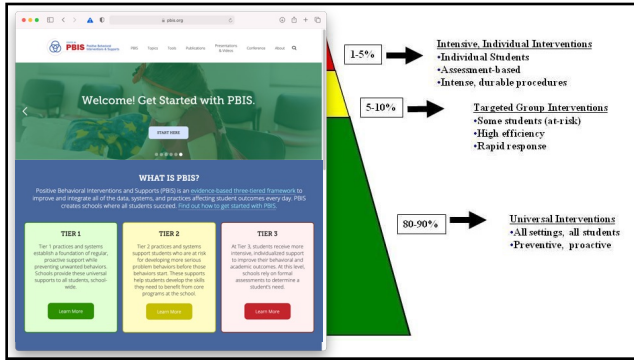 pbis.org
PBIS Positive Behavioral
Interventions & Supports
PBIS
Topics
Tools
Publications
Presentations
& Videos
Conference
About
Welcome! Get Started with PBIS.
START HERE
WHAT IS PBIS?
Positive Behavioral Interventions and Supports (PBIS) is an evidence-based three-tiered framework to
improve and integrate all of the data, systems, and practices affecting student outcomes every day. PBIS
creates schools where all students succeed. Find out how to get started with PBIS.
TIER 1
Tier 1 practices and systems
establish a foundation of regular,
proactive support while
preventing unwanted behaviors.
Schools provide these universal
supports to all students, school-
wide.
Learn More
TIER 2
Tier 2 practices and systems
support students who are at risk
for developing more serious
problem behaviors before those
behaviors start. These supports
help students develop the skills
they need to benefit from core
programs at the school.
Learn More
TIER 3
At Tier 3, students receive more
intensive, individualized support
to improve their behavioral and
academic outcomes. At this level,
schools rely on formal
assessments to determine a
student's need.
Learn More
1-5%
Intensive, Individual Interventions
•Individual Students
•Assessment-based
•Intense, durable procedures
5-10%
Targeted Group Interventions
•Some students (at-risk)
•High efficiency
•Rapid response
80-90%
Universal Interventions
•All settings, all students
•Preventive, proactive